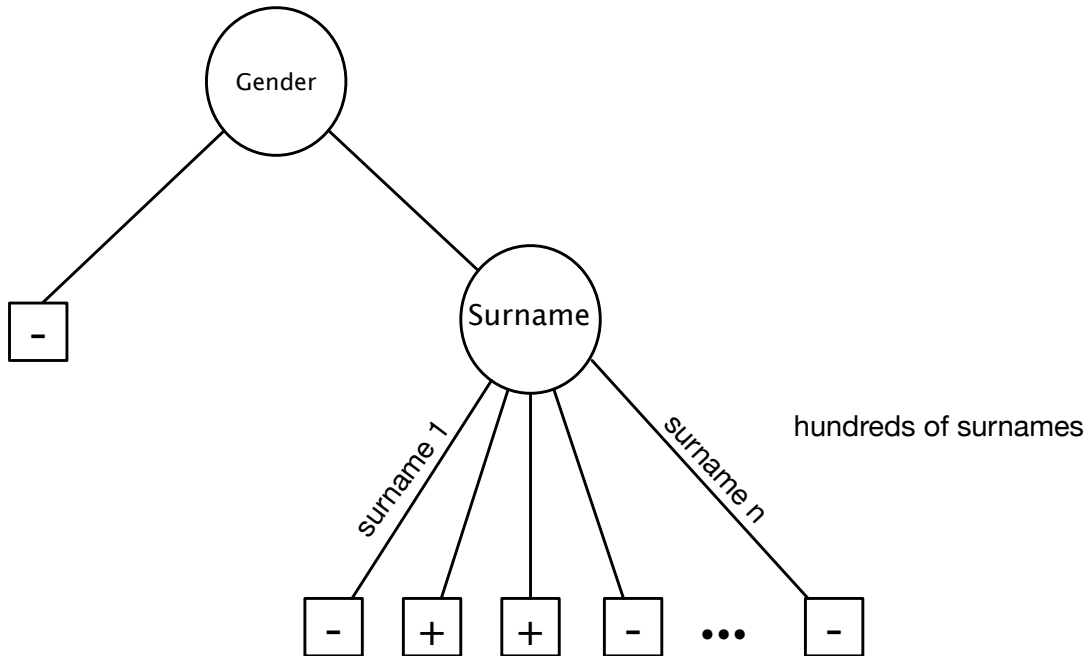 Gender
-
Surname
hundreds of surnames
surname 1
surname n
- + + - ... -